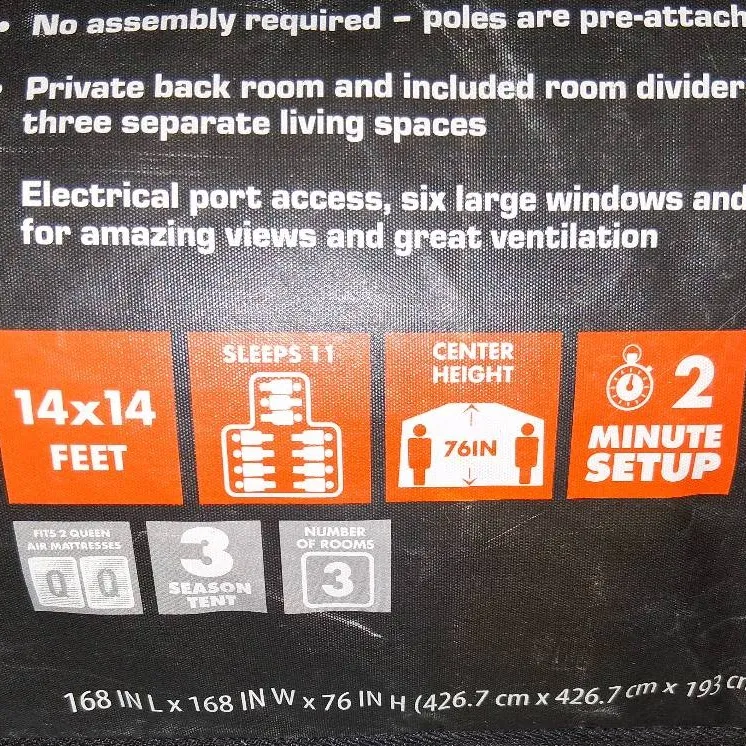 • No assembly required – poles are pre-attach
• Private back room and included room divider
three separate living spaces
Electrical port access, six large windows and
for amazing views and great ventilation
14x14
FEET
SLEEPS 11
CENTER
HEIGHT
76IN
2
MINUTE
SETUP
FITS 2 QUEEN
AIR MATTRESSES
Q Q
3
SEASON
TENT
NUMBER
OF ROOMS
3
168 IN L x 168 IN W x 76 IN H (426.7 cm x 426.7 cm x 193 cm